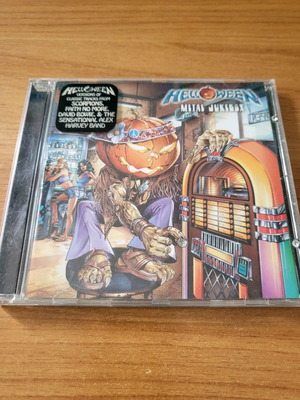 HELLOWEEN
VERSIONS OF
CLASSIC TRACKS FROM
SCORPIONS,
FAITH NO MORE,
DAVID BOWIE, & THE
SENSATIONAL ALEX
HARVEY BAND
HELLOWEEN
METAL JUKEBOX